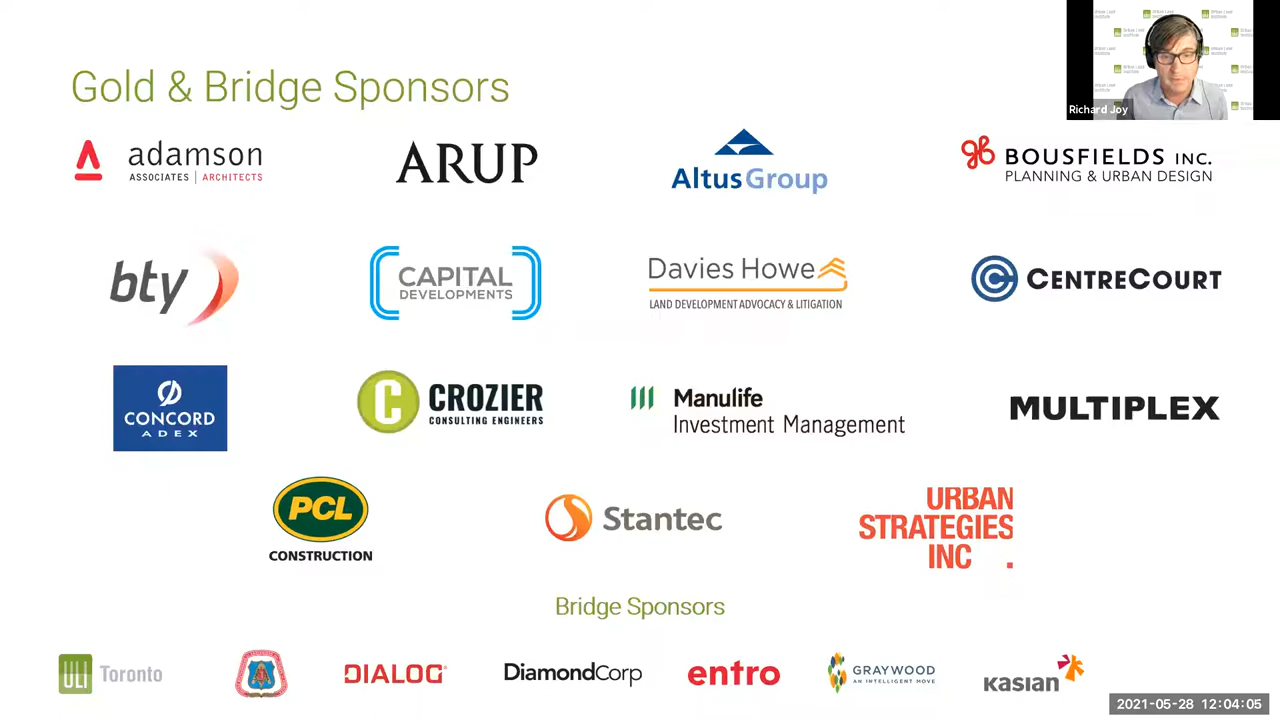 Gold & Bridge Sponsors
Richard Joy
adamson
ASSOCIATES | ARCHITECTS
ARUP
AltusGroup
BOUSFIELDS INC.
PLANNING & URBAN DESIGN
bty
CAPITAL
DEVELOPMENTS
Davies Howe
LAND DEVELOPMENT ADVOCACY & LITIGATION
CENTRECOURT
CONCORD
ADEX
C
CROZIER
CONSULTING ENGINEERS
Manulife
Investment Management
MULTIPLEX
PCL
CONSTRUCTION
Stantec
URBAN
STRATEGIES
INC .
Bridge Sponsors
ULI Toronto
DIALOG
DiamondCorp
entro
GRAYWOOD
AN INTELLIGENT MOVE
Kasian
2021-05-28 12:04:05